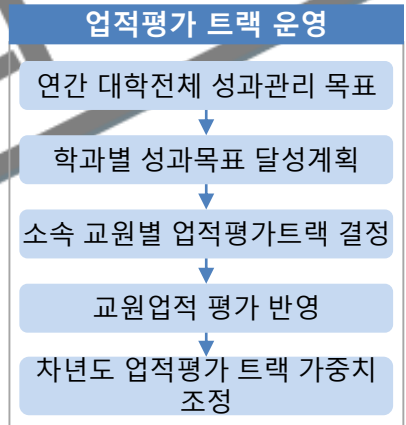 업적평가 트랙 운영
연간 대학전체 성과관리 목표
학과별 성과목표 달성계획
소속 교원별 업적평가트랙 결정
교원업적 평가 반영
차년도 업적평가 트랙 가중치
조정